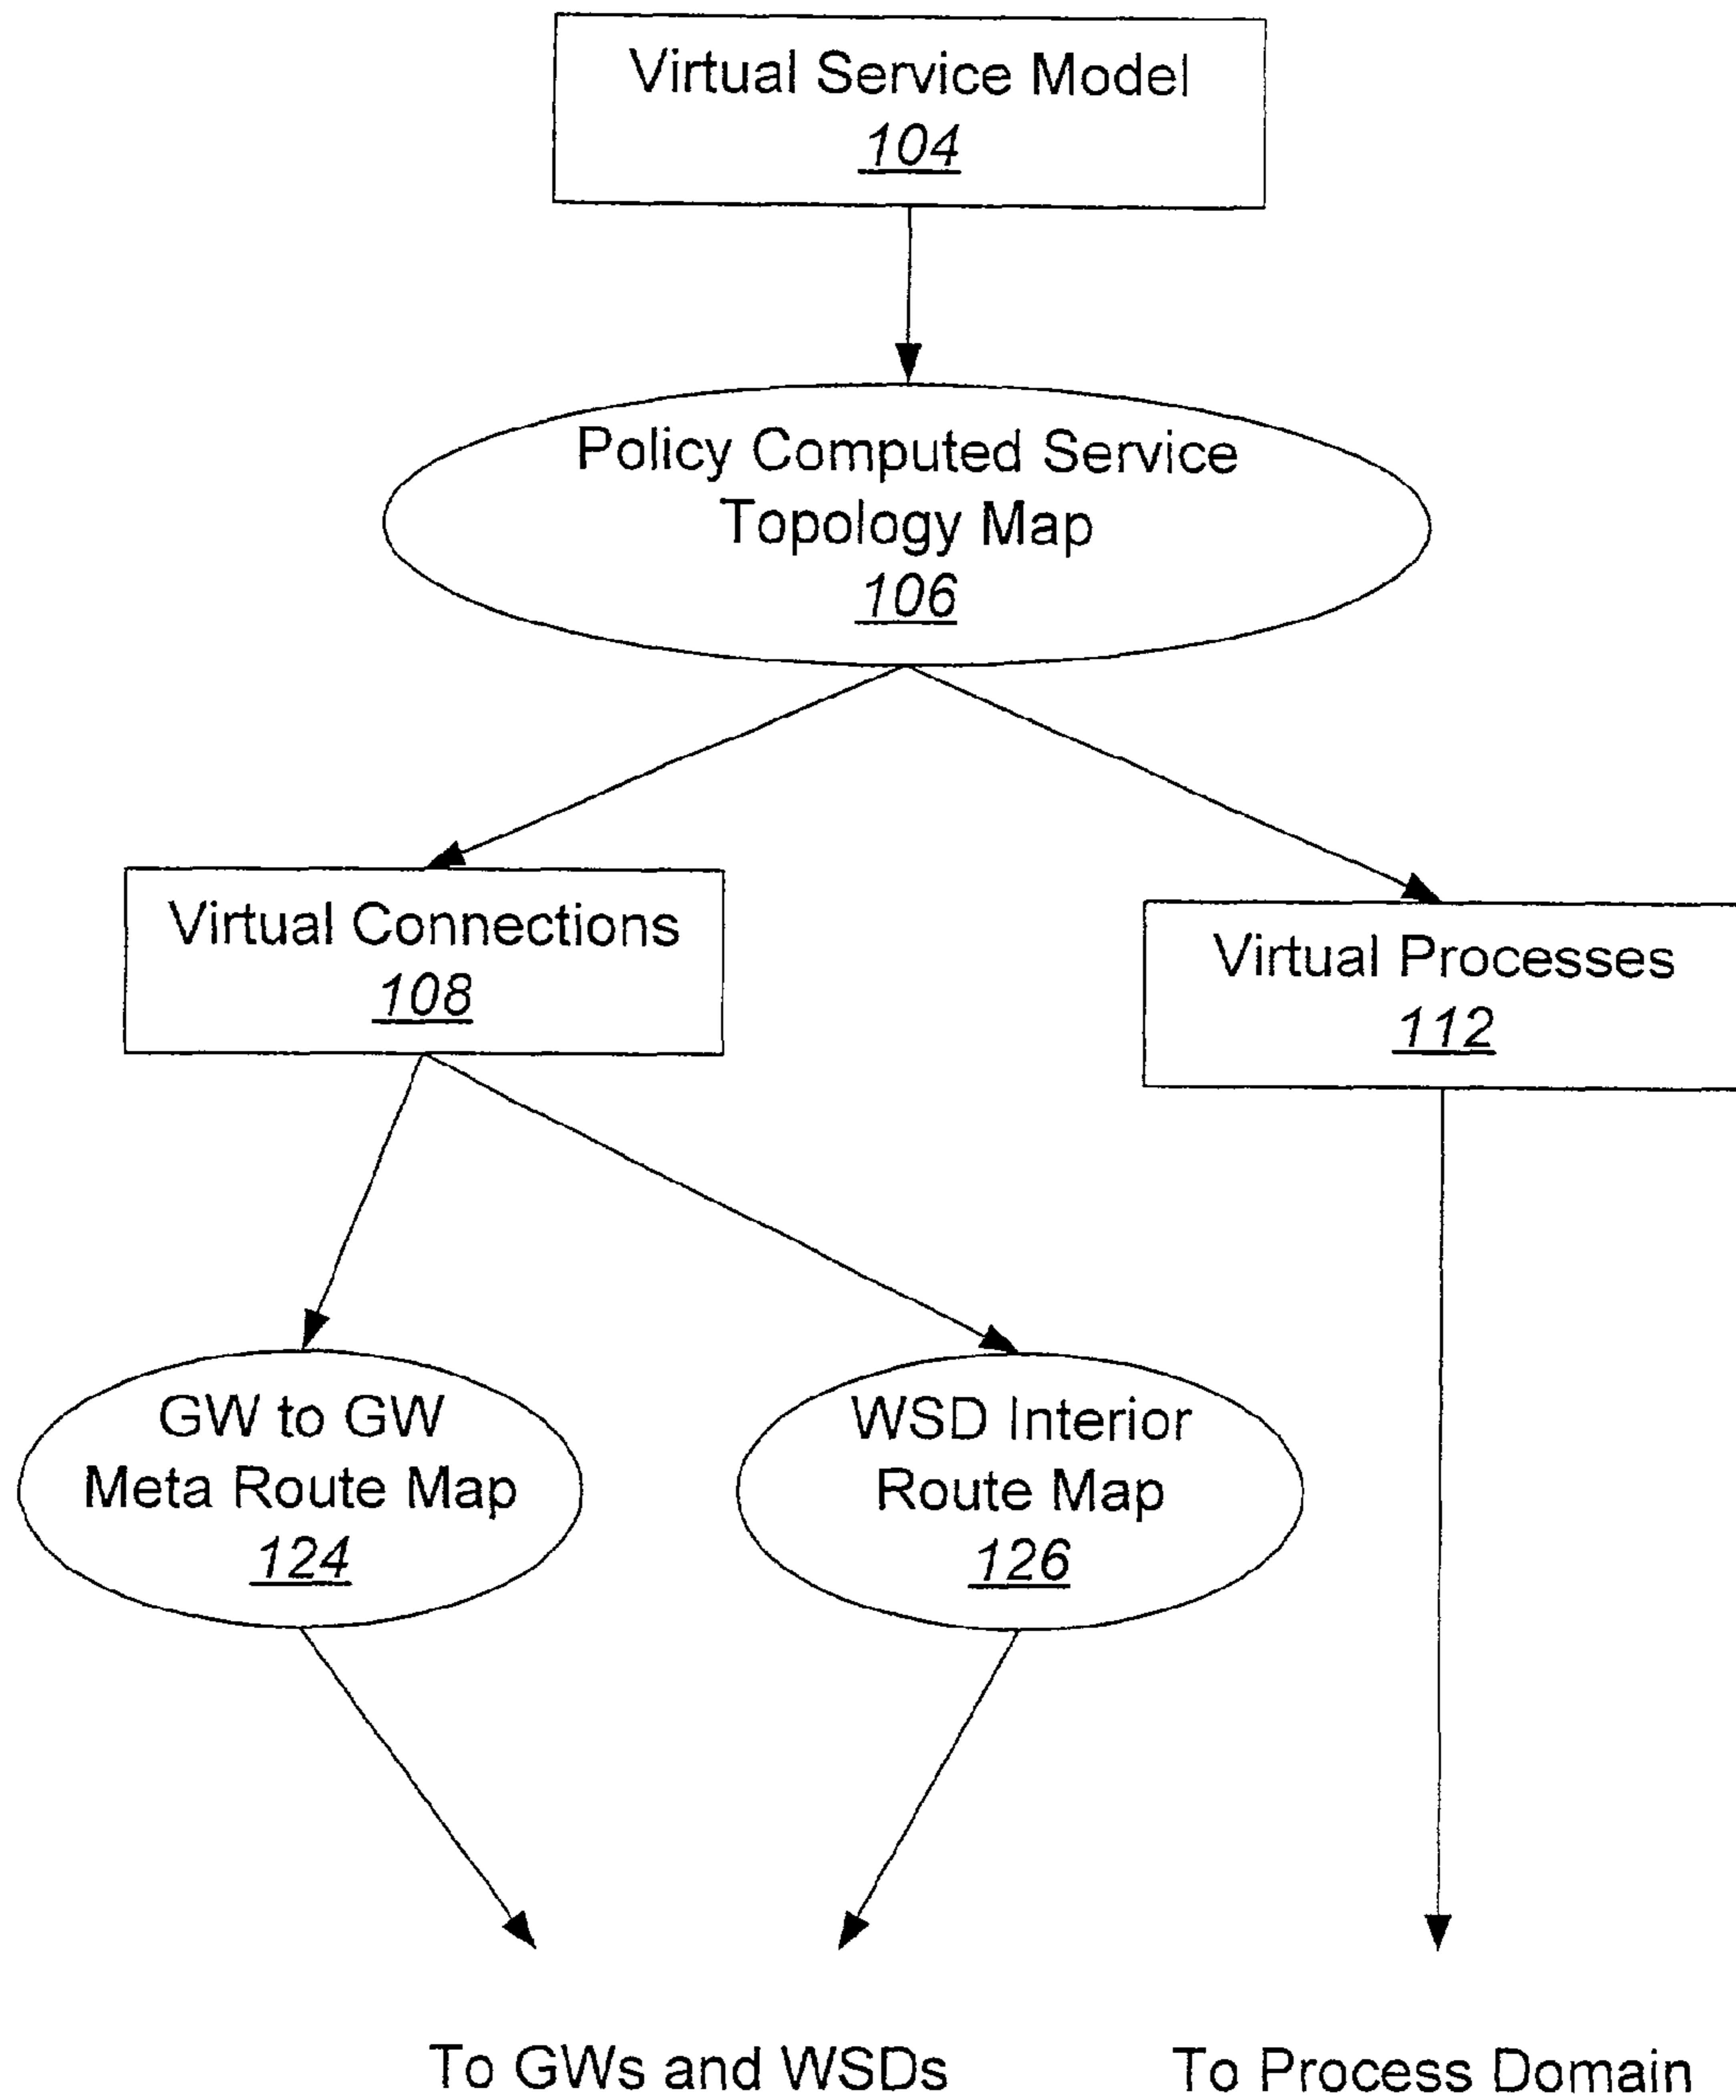 Virtual Service Model
104
Policy Computed Service
Topology Map
106
Virtual Connections
108
Virtual Processes
112
GW to GW
Meta Route Map
124
WSD Interior
Route Map
126
To GWs and WSDs
To Process Domain